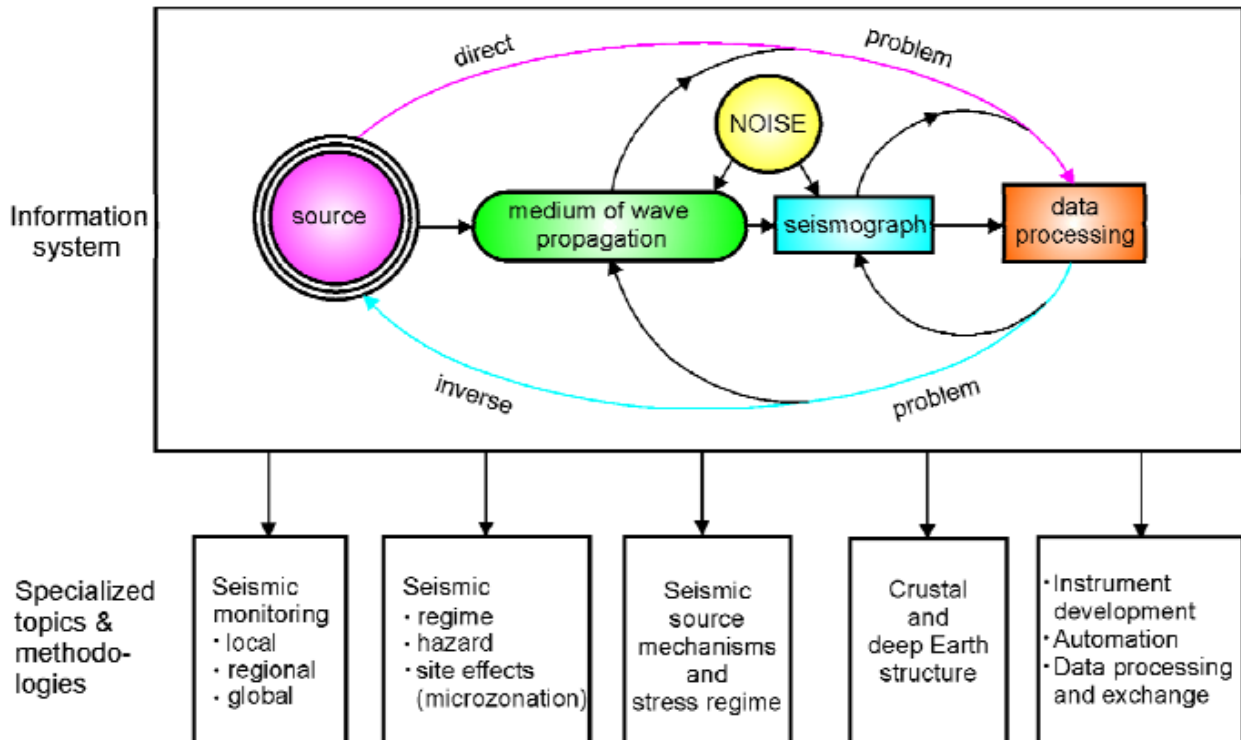 direct
problem
NOISE
Information
system
source
medium of wave
propagation
seismograph
data
processing
inverse
problem
Specialized
topics &
methodo-
logies
Seismic
monitoring
· local
· regional
· global
Seismic
· regime
· hazard
· site effects
(microzonation)
Seismic
source
mechanisms
and
stress regime
Crustal
and
deep Earth
structure
· Instrument
development
· Automation
· Data processing
and exchange